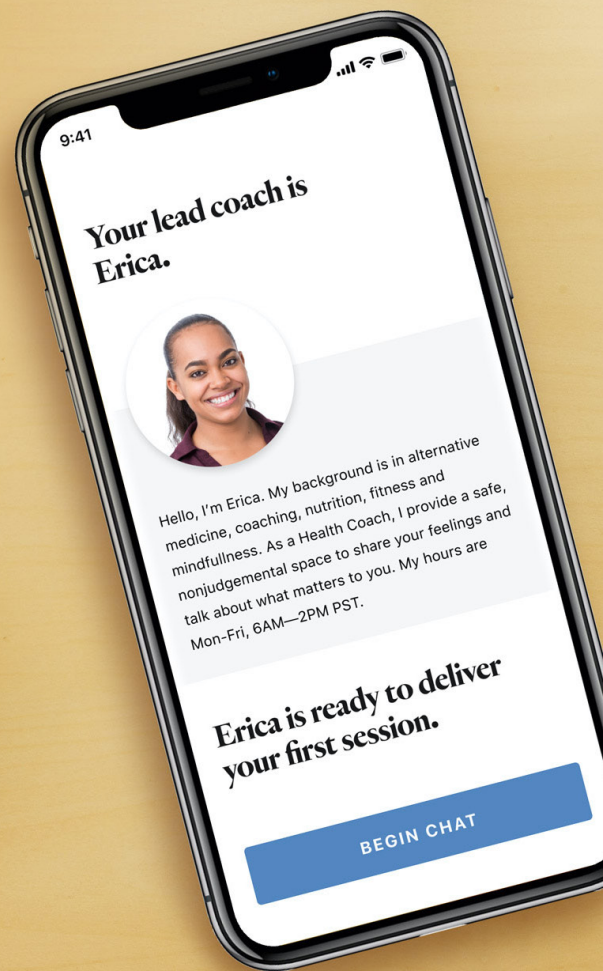 9:41
Your lead coach is
Erica.
Hello, I'm Erica. My background is in alternative
medicine, coaching, nutrition, fitness and
mindfullness. As a Health Coach, I provide a safe,
nonjudgemental space to share your feelings and
talk about what matters to you. My hours are
Mon-Fri, 6AM—2PM PST.
Erica is ready to deliver
your first session.
BEGIN CHAT